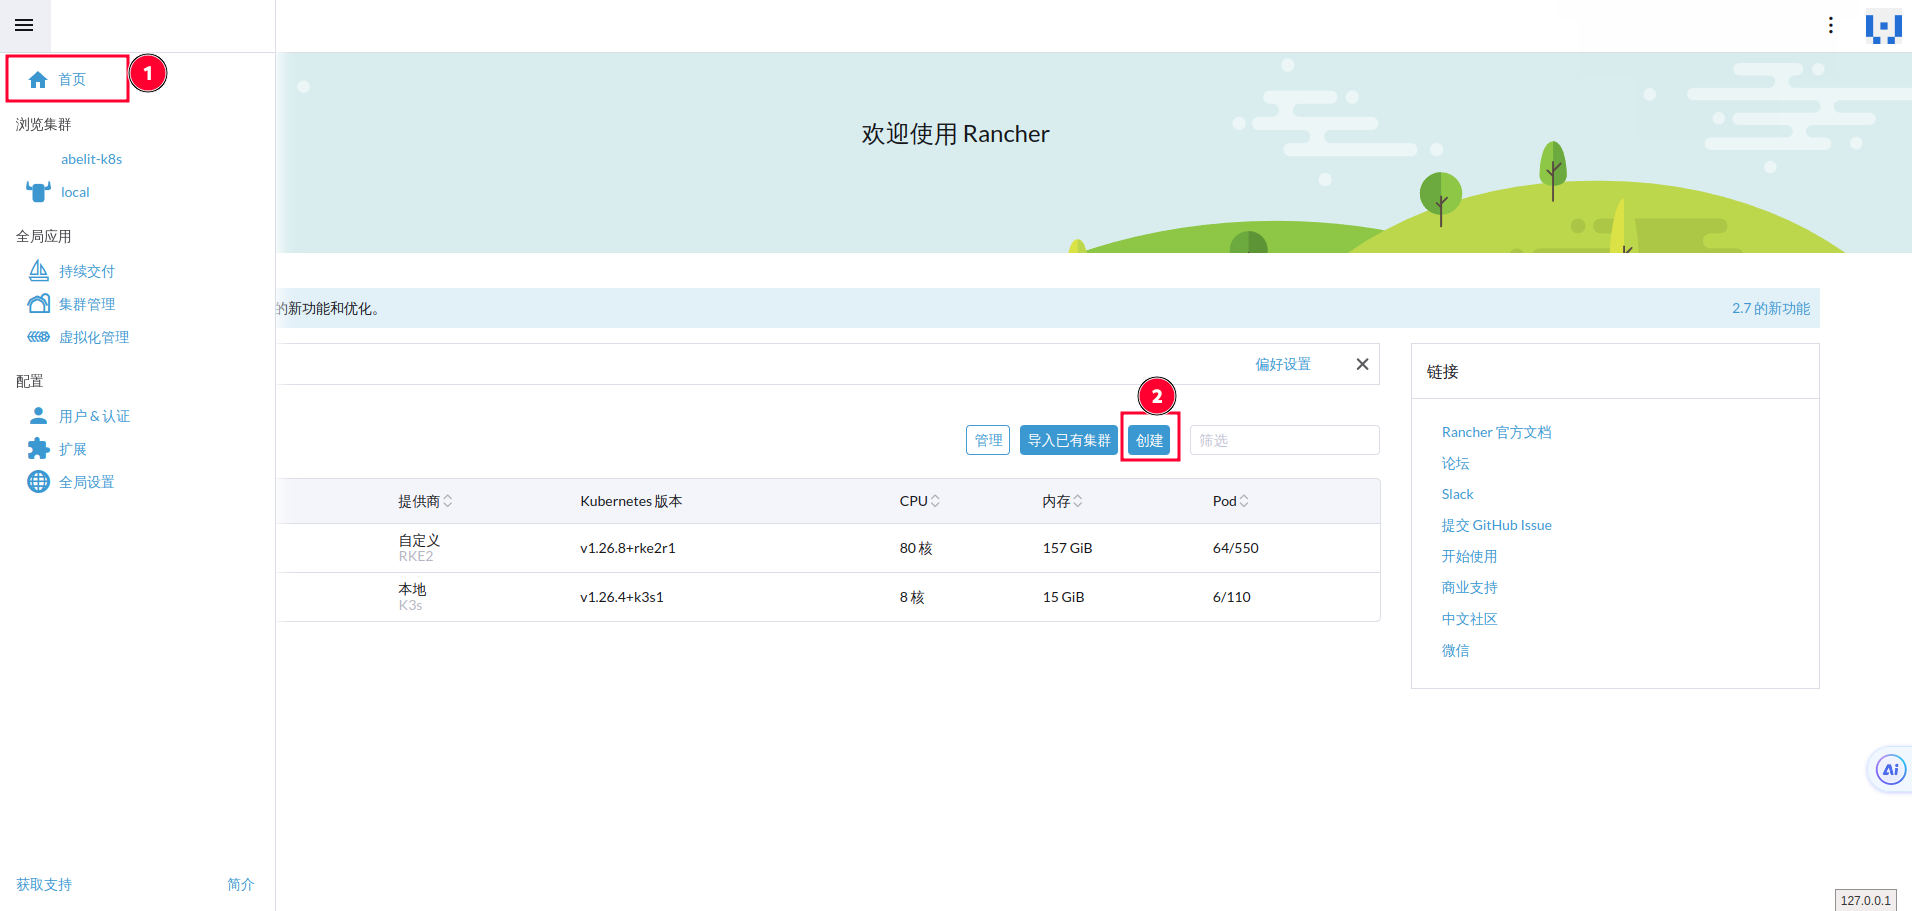 首页
1
浏览集群
abelit-k8s
local
全局应用
持续交付
集群管理
虚拟化管理
配置
用户 & 认证
扩展
全局设置
获取支持
简介
欢迎使用 Rancher
的新功能和优化。
2.7 的新功能
偏好设置
2
管理
导入已有集群
创建
筛选
提供商
Kubernetes 版本
CPU
内存
Pod
自定义
RKE2
v1.26.8+rke2r1
80 核
157 GiB
64/550
本地
K3s
v1.26.4+k3s1
8 核
15 GiB
6/110
链接
Rancher 官方文档
论坛
Slack
提交 GitHub Issue
开始使用
商业支持
中文社区
微信
Ai
127.0.0.1